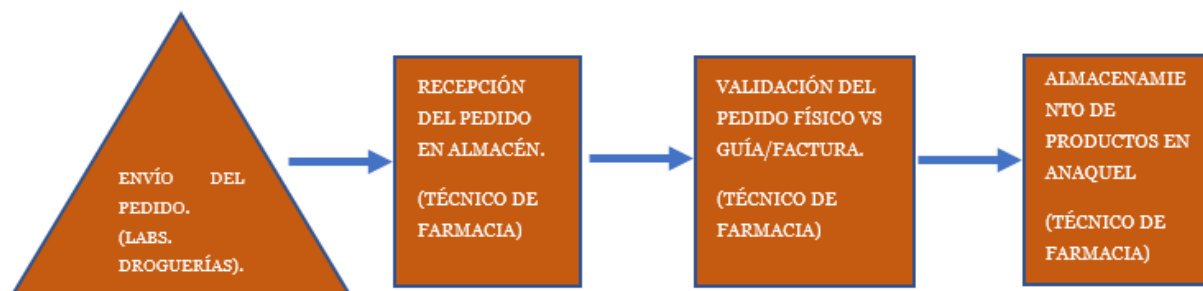 ENVÍO DEL
PEDIDO.
(LABS.
DROGUERÍAS).
RECEPCIÓN
DEL PEDIDO
EN ALMACÉN.
(TÉCNICO DE
FARMACIA)
VALIDACIÓN DEL
PEDIDO FÍSICO VS
GUÍA/FACTURA.
(TÉCNICO DE
FARMACIA)
ALMACENAMIE
NTO DE
PRODUCTOS EN
ANAQUEL
(TÉCNICO DE
FARMACIA)